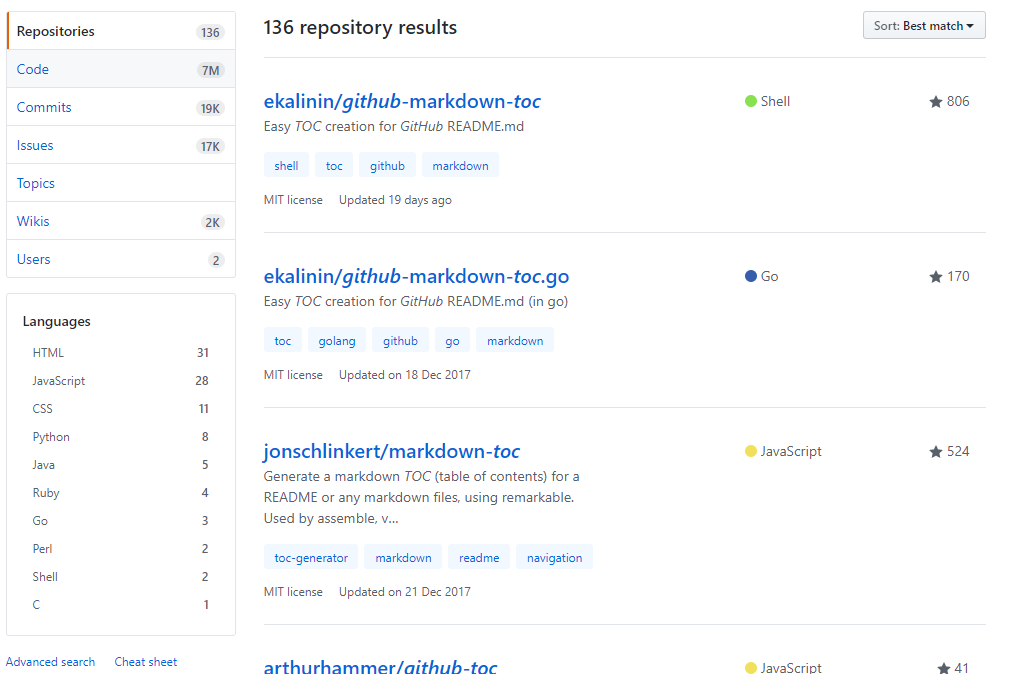 Repositories 136
Code 7M
Commits 19K
Issues 17K
Topics
Wikis 2K
Users 2
Languages
HTML 31
JavaScript 28
CSS 11
Python 8
Java 5
Ruby 4
Go 3
Perl 2
Shell 2
C 1
Advanced search Cheat sheet
136 repository results
Sort: Best match
ekalinin/github-markdown-toc
Shell
806
Easy TOC creation for GitHub README.md
shell toc github markdown
MIT license Updated 19 days ago
ekalinin/github-markdown-toc.go
Go
170
Easy TOC creation for GitHub README.md (in go)
toc golang github go markdown
MIT license Updated on 18 Dec 2017
jonschlinkert/markdown-toc
JavaScript
524
Generate a markdown TOC (table of contents) for a
README or any markdown files, using remarkable.
Used by assemble, v...
toc-generator markdown readme navigation
MIT license Updated on 21 Dec 2017
arthurhammer/github-toc
JavaScript
41